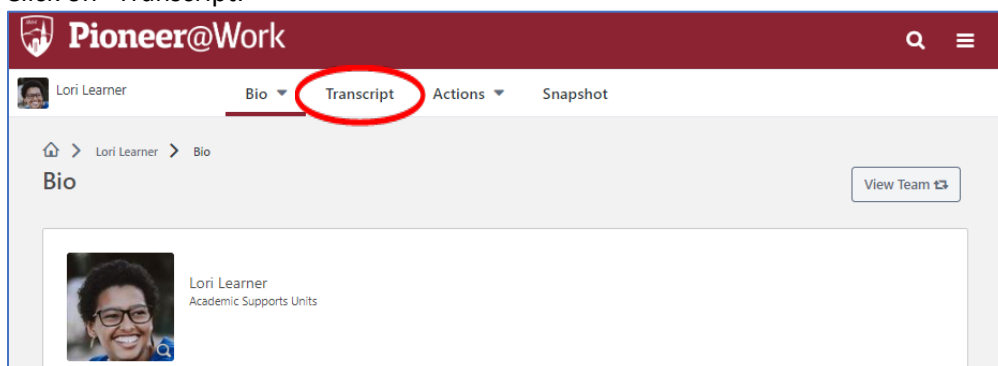 Pioneer@Work
Lori Learner Bio Transcript Actions Snapshot
Lori Learner Bio
Bio
View Team
Lori Learner
Academic Supports Units